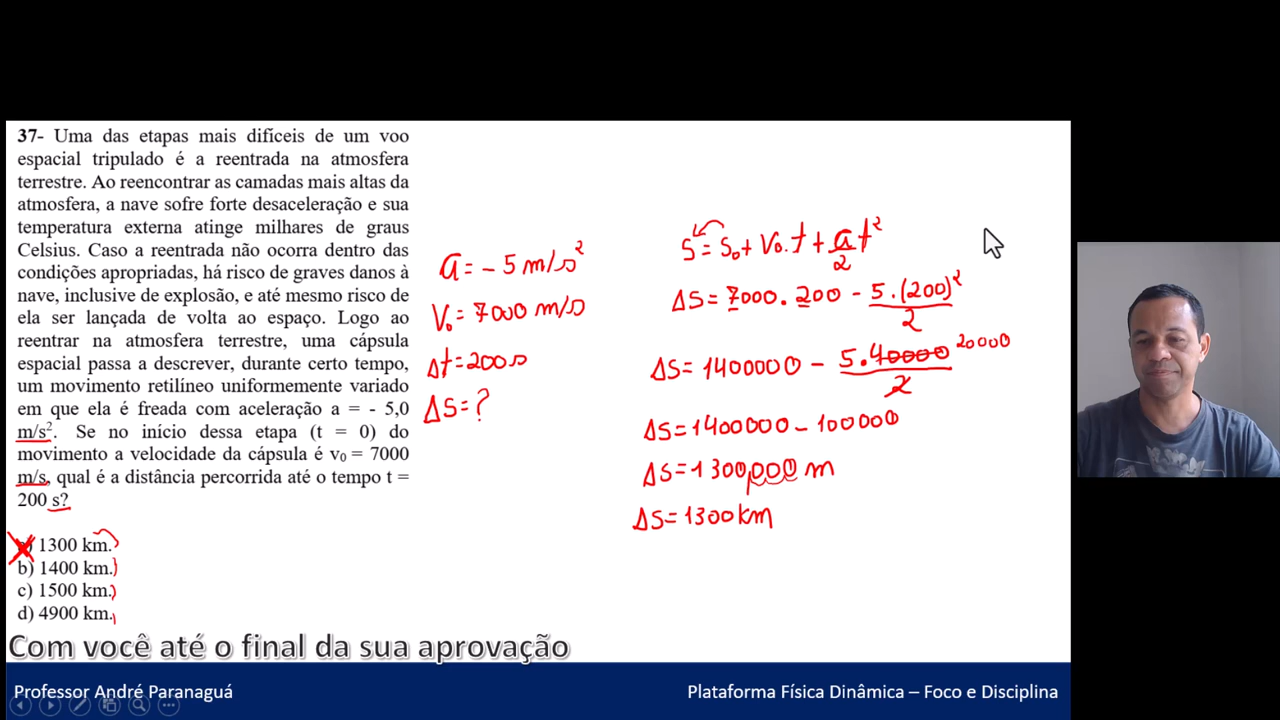 37- Uma das etapas mais difíceis de um voo
espacial tripulado é a reentrada na atmosfera
terrestre. Ao reencontrar as camadas mais altas da
atmosfera, a nave sofre forte desaceleração e sua
temperatura externa atinge milhares de graus
Celsius. Caso a reentrada não ocorra dentro das
condições apropriadas, há risco de graves danos à
nave, inclusive de explosão, e até mesmo risco de
ela ser lançada de volta ao espaço. Logo ao
reentrar na atmosfera terrestre, uma cápsula
espacial passa a descrever, durante certo tempo,
um movimento retilíneo uniformemente variado
em que ela é freada com aceleração a = - 5,0
m/s². Se no início dessa etapa (t = 0) do
movimento a velocidade da cápsula é v₀ = 7000
m/s, qual é a distância percorrida até o tempo t =
200 s?
a) 1300 km.
b) 1400 km.
c) 1500 km.
d) 4900 km.
a = - 5 m/s²
V₀ = 7000 m/s
Δt = 200 s
ΔS = ?
S = S₀ + V₀.t + a/2 t²
ΔS = 7000. 200 - 5.(200)²/2
ΔS = 1400000 - 5.40000/2 20000
ΔS = 1400000 - 100000
ΔS = 1300,000 m
ΔS = 1300 km
Com você até o final da sua aprovação
Professor André Paranaguá
Plataforma Física Dinâmica – Foco e Disciplina